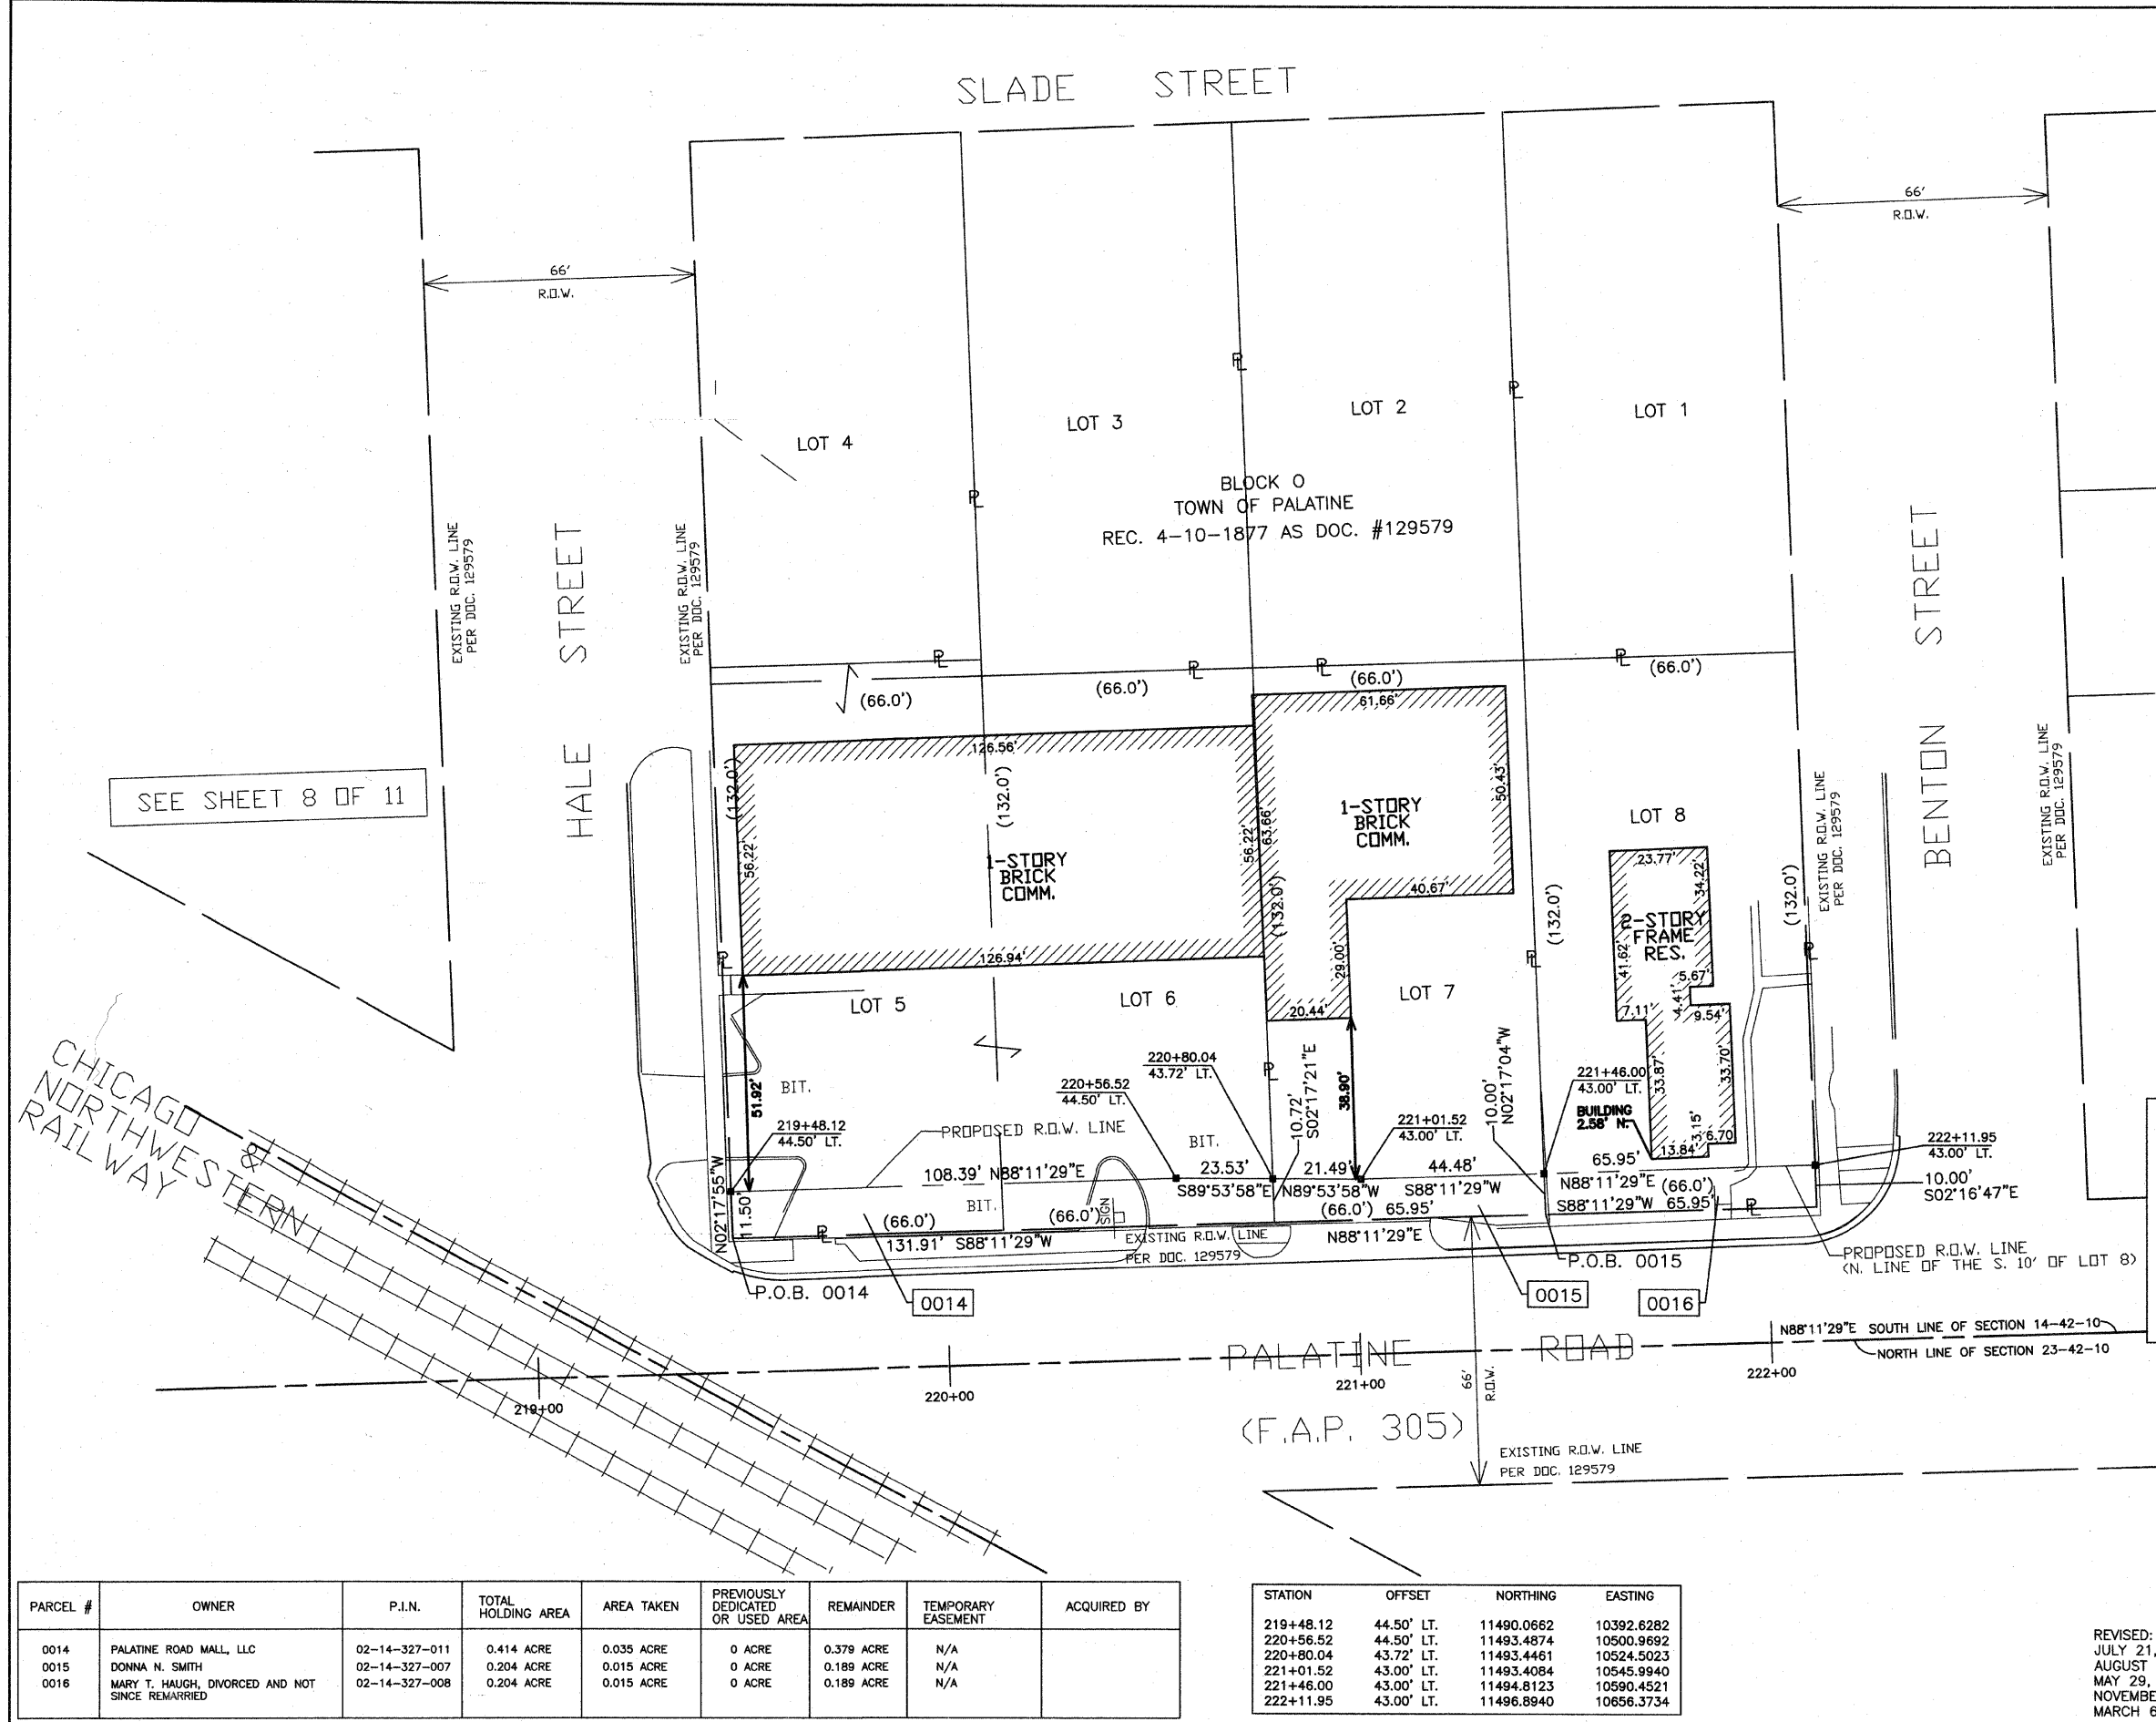 SLADE STREET
66'
R.O.W.
66'
R.O.W.
LOT 4
LOT 3
LOT 2
LOT 1
BLOCK O
TOWN OF PALATINE
REC. 4-10-1877 AS DOC. #129579
EXISTING R.O.W. LINE
PER DOC. 129579
HALE STREET
EXISTING R.O.W. LINE
PER DOC. 129579
BENTON STREET
EXISTING R.O.W. LINE
PER DOC. 129579
EXISTING R.O.W. LINE
PER DOC. 129579
(66.0')
(66.0')
(66.0')
(66.0')
SEE SHEET 8 OF 11
126.56'
(132.0')
(132.0')
56.22'
1-STORY
BRICK
COMM.
56.22'
63.66'
126.94'
61.66'
50.43'
1-STORY
BRICK
COMM.
40.67'
(132.0')
29.00'
20.44'
(132.0')
LOT 8
23.77'
34.22'
2-STORY
FRAME
RES.
41.62'
5.67'
4.41'
7.11'
9.54'
33.87'
33.70'
3.15'
6.70
13.84'
(132.0')
LOT 5
LOT 6
LOT 7
BIT.
51.92'
219+48.12
44.50' LT.
220+56.52
44.50' LT.
220+80.04
43.72' LT.
10.72'
S02°17'21"E
38.90'
221+01.52
43.00' LT.
10.00'
N02°17'04"W
221+46.00
43.00' LT.
BUILDING
2.58' N.
222+11.95
43.00' LT.
10.00'
S02°16'47"E
PROPOSED R.O.W. LINE
BIT.
108.39' N88°11'29"E
23.53'
S89°53'58"E
21.49'
N89°53'58"W
44.48'
S88°11'29"W
65.95'
N88°11'29"E
(66.0')
S88°11'29"W 65.95'
N02°17'55"W
11.50'
BIT.
(66.0')
(66.0')
SIGN
(66.0') 65.95'
131.91' S88°11'29"W
EXISTING R.O.W. LINE
PER DOC. 129579
N88°11'29"E
P.O.B. 0014
0014
P.O.B. 0015
0015
0016
PROPOSED R.O.W. LINE
(N. LINE OF THE S. 10' OF LOT 8)
CHICAGO &
NORTHWESTERN
RAILWAY
N88°11'29"E SOUTH LINE OF SECTION 14-42-10
NORTH LINE OF SECTION 23-42-10
PALATINE ROAD
219+00
220+00
221+00
222+00
66'
R.O.W.
(F.A.P. 305)
EXISTING R.O.W. LINE
PER DOC. 129579
PARCEL # OWNER P.I.N. TOTAL HOLDING AREA AREA TAKEN PREVIOUSLY DEDICATED OR USED AREA REMAINDER TEMPORARY EASEMENT ACQUIRED BY
0014 PALATINE ROAD MALL, LLC 02-14-327-011 0.414 ACRE 0.035 ACRE 0 ACRE 0.379 ACRE N/A
0015 DONNA N. SMITH 02-14-327-007 0.204 ACRE 0.015 ACRE 0 ACRE 0.189 ACRE N/A
0016 MARY T. HAUGH, DIVORCED AND NOT SINCE REMARRIED 02-14-327-008 0.204 ACRE 0.015 ACRE 0 ACRE 0.189 ACRE N/A
STATION OFFSET NORTHING EASTING
219+48.12 44.50' LT. 11490.0662 10392.6282
220+56.52 44.50' LT. 11493.4874 10500.9692
220+80.04 43.72' LT. 11493.4461 10524.5023
221+01.52 43.00' LT. 11493.4084 10545.9940
221+46.00 43.00' LT. 11494.8123 10590.4521
222+11.95 43.00' LT. 11496.8940 10656.3734
REVISED:
JULY 21,
AUGUST
MAY 29,
NOVEMBE
MARCH